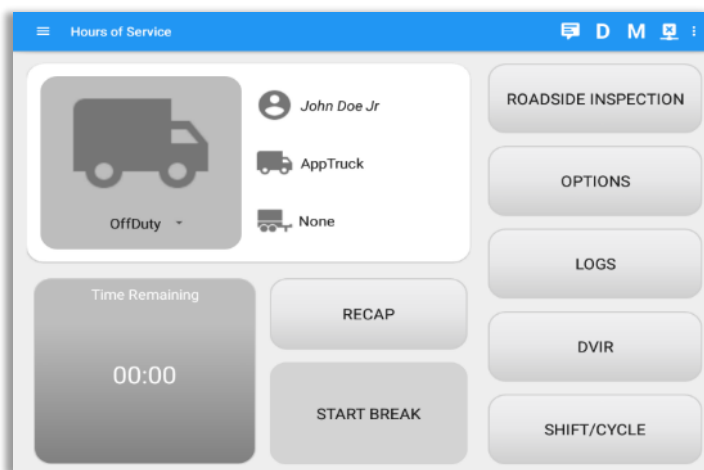 Hours of Service
D M
John Doe Jr
AppTruck
None
OffDuty
Time Remaining
00:00
RECAP
START BREAK
ROADSIDE INSPECTION
OPTIONS
LOGS
DVIR
SHIFT/CYCLE